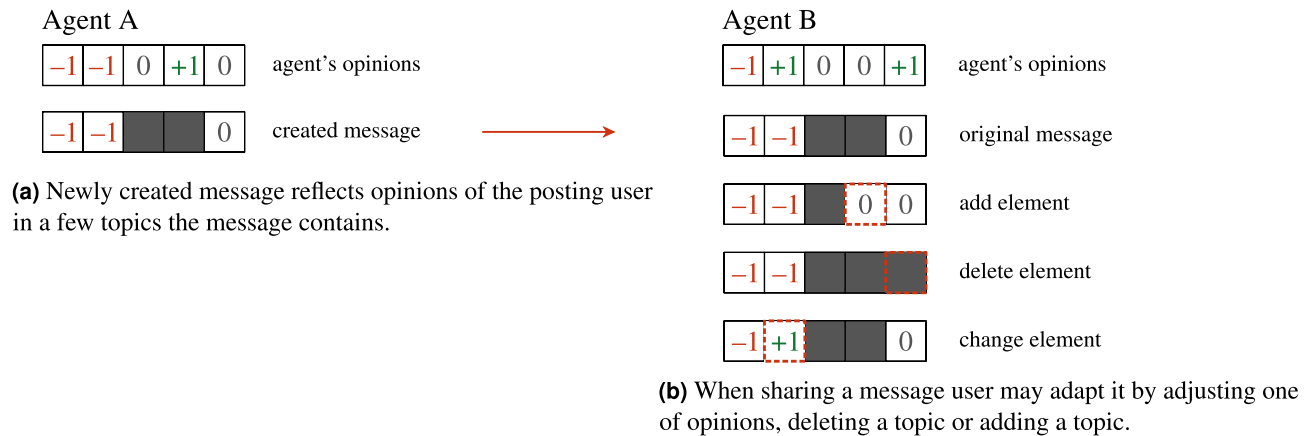 Agent A
–1 –1 0 +1 0 agent's opinions
–1 –1 0 created message
(a) Newly created message reflects opinions of the posting user
in a few topics the message contains.
Agent B
–1 +1 0 0 +1 agent's opinions
–1 –1 0 original message
–1 –1 0 0 add element
–1 –1 delete element
–1 +1 0 change element
(b) When sharing a message user may adapt it by adjusting one
of opinions, deleting a topic or adding a topic.